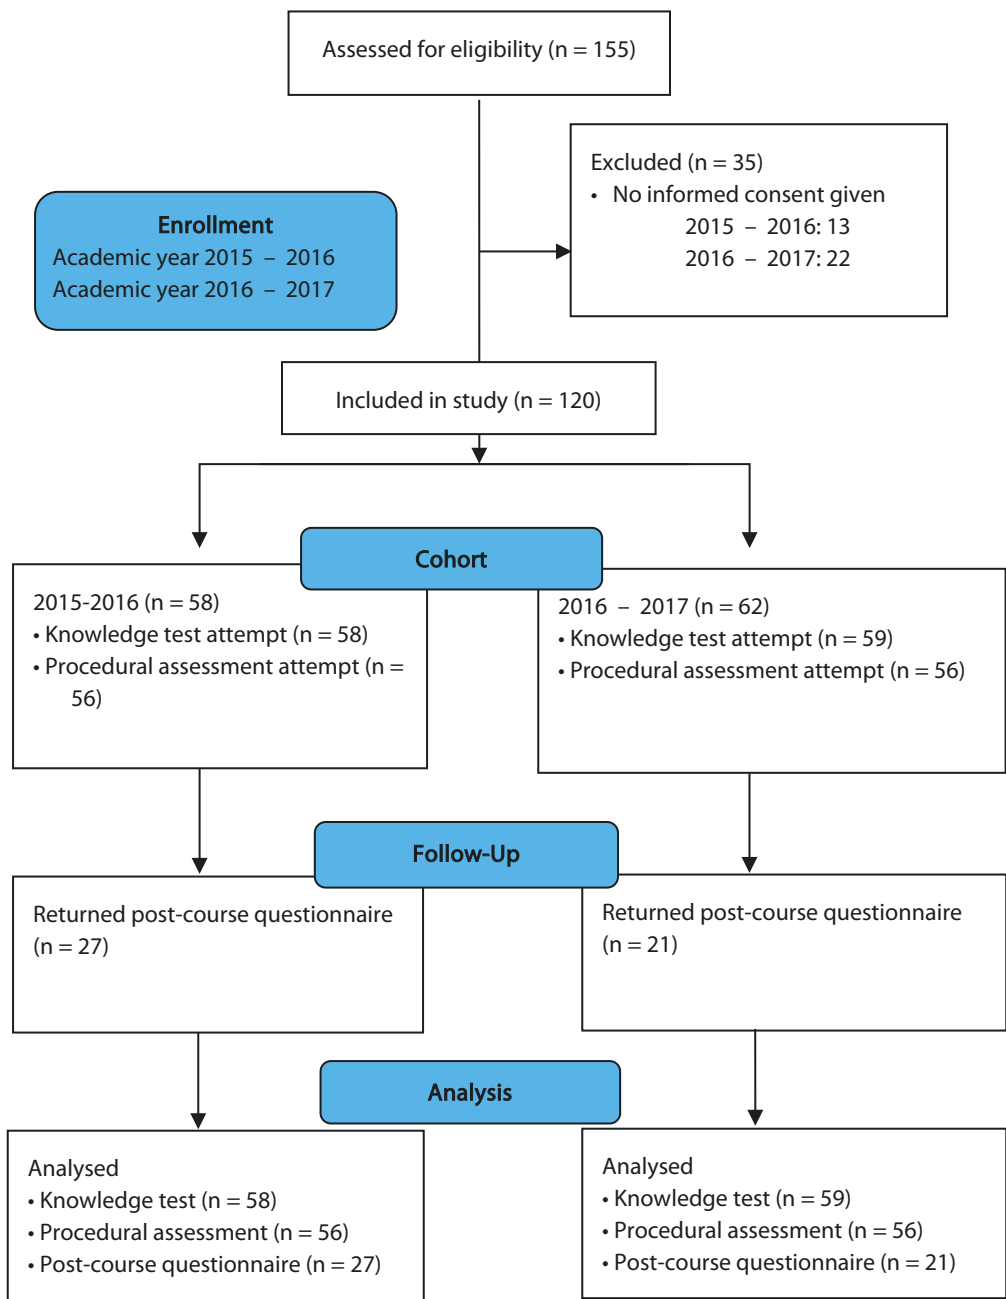 Assessed for eligibility (n = 155)
Excluded (n = 35)
• No informed consent given
2015 – 2016: 13
2016 – 2017: 22
Enrollment
Academic year 2015 – 2016
Academic year 2016 – 2017
Included in study (n = 120)
Cohort
2015-2016 (n = 58)
• Knowledge test attempt (n = 58)
• Procedural assessment attempt (n =
56)
2016 – 2017 (n = 62)
• Knowledge test attempt (n = 59)
• Procedural assessment attempt (n = 56)
Follow-Up
Returned post-course questionnaire
(n = 27)
Returned post-course questionnaire
(n = 21)
Analysis
Analysed
• Knowledge test (n = 58)
• Procedural assessment (n = 56)
• Post-course questionnaire (n = 27)
Analysed
• Knowledge test (n = 59)
• Procedural assessment (n = 56)
• Post-course questionnaire (n = 21)